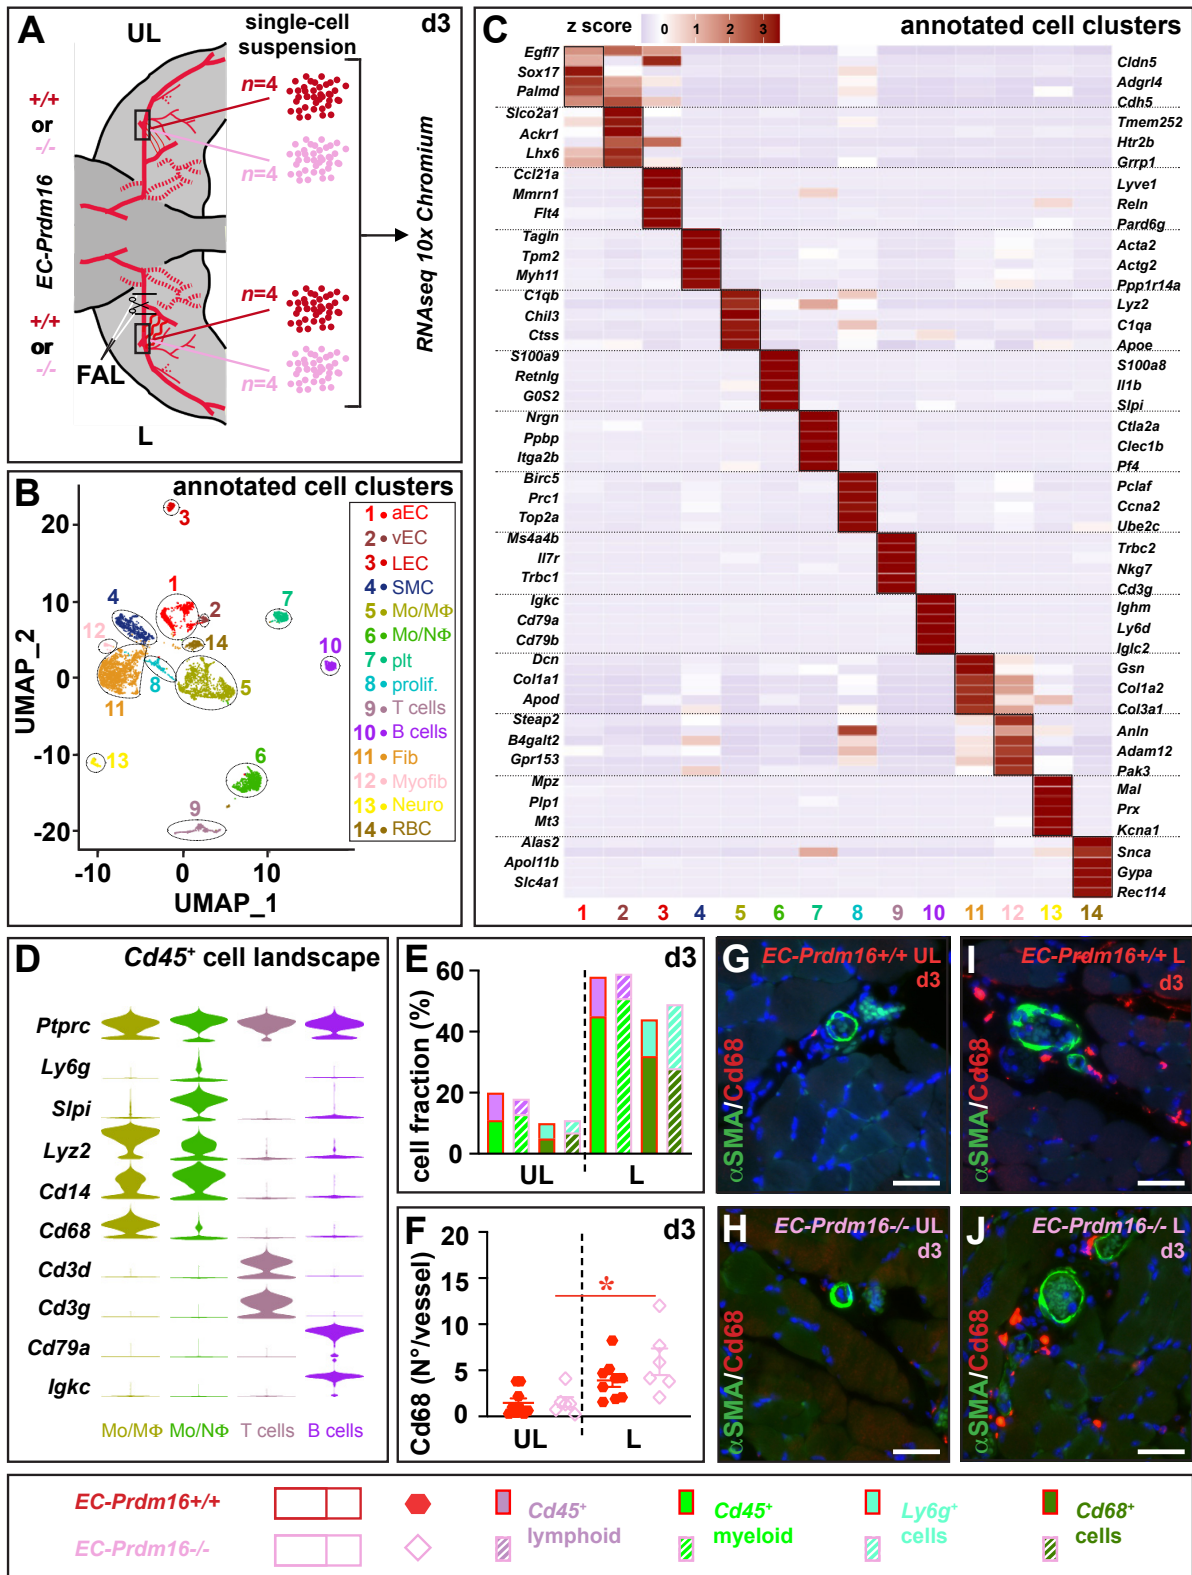 A
UL
single-cell
suspension
d3
+/+
or
-/-
n=4
n=4
EC-Prdm16
RNAseq 10x Chromium
+/+
or
-/-
n=4
n=4
FAL
L
B
annotated cell clusters
UMAP_2
20
10
0
-10
-20
-10
0
10
UMAP_1
3
1
4
2
7
12
14
10
8
5
11
13
6
9
1 • aEC
2 • vEC
3 • LEC
4 • SMC
5 • Mo/MΦ
6 • Mo/NΦ
7 • plt
8 • prolif.
9 • T cells
10 • B cells
11 • Fib
12 • Myofib
13 • Neuro
14 • RBC
C
z score
0 1 2 3
annotated cell clusters
Egfl7
Cldn5
Sox17
Adgrl4
Palmd
Cdh5
Slco2a1
Tmem252
Ackr1
Htr2b
Lhx6
Grrp1
Ccl21a
Lyve1
Mmrn1
Reln
Flt4
Pard6g
Tagln
Acta2
Tpm2
Actg2
Myh11
Ppp1r14a
C1qb
Lyz2
Chil3
C1qa
Ctss
Apoe
S100a9
S100a8
Retnlg
Il1b
G0S2
Slpi
Nrgn
Ctla2a
Ppbp
Clec1b
Itga2b
Pf4
Birc5
Pclaf
Prc1
Ccna2
Top2a
Ube2c
Ms4a4b
Trbc2
Il7r
Nkg7
Trbc1
Cd3g
Igkc
Ighm
Cd79a
Ly6d
Cd79b
Iglc2
Dcn
Gsn
Col1a1
Col1a2
Apod
Col3a1
Steap2
Anln
B4galt2
Adam12
Gpr153
Pak3
Mpz
Mal
Plp1
Prx
Mt3
Kcna1
Alas2
Snca
Apol11b
Gypa
Slc4a1
Rec114
1 2 3 4 5 6 7 8 9 10 11 12 13 14
D
Cd45+ cell landscape
Ptprc
Ly6g
Slpi
Lyz2
Cd14
Cd68
Cd3d
Cd3g
Cd79a
Igkc
Mo/MΦ Mo/NΦ T cells B cells
E
d3
cell fraction (%)
60
40
20
0
UL L
F
d3
Cd68 (N°/vessel)
20
15
10
5
0
*
UL L
G
EC-Prdm16+/+ UL
d3
αSMA/Cd68
I
EC-Prdm16+/+ L
d3
αSMA/Cd68
H
EC-Prdm16-/- UL
d3
αSMA/Cd68
J
EC-Prdm16-/- L
d3
αSMA/Cd68
EC-Prdm16+/+
EC-Prdm16-/-
Cd45+
lymphoid
Cd45+
myeloid
Ly6g+
cells
Cd68+
cells